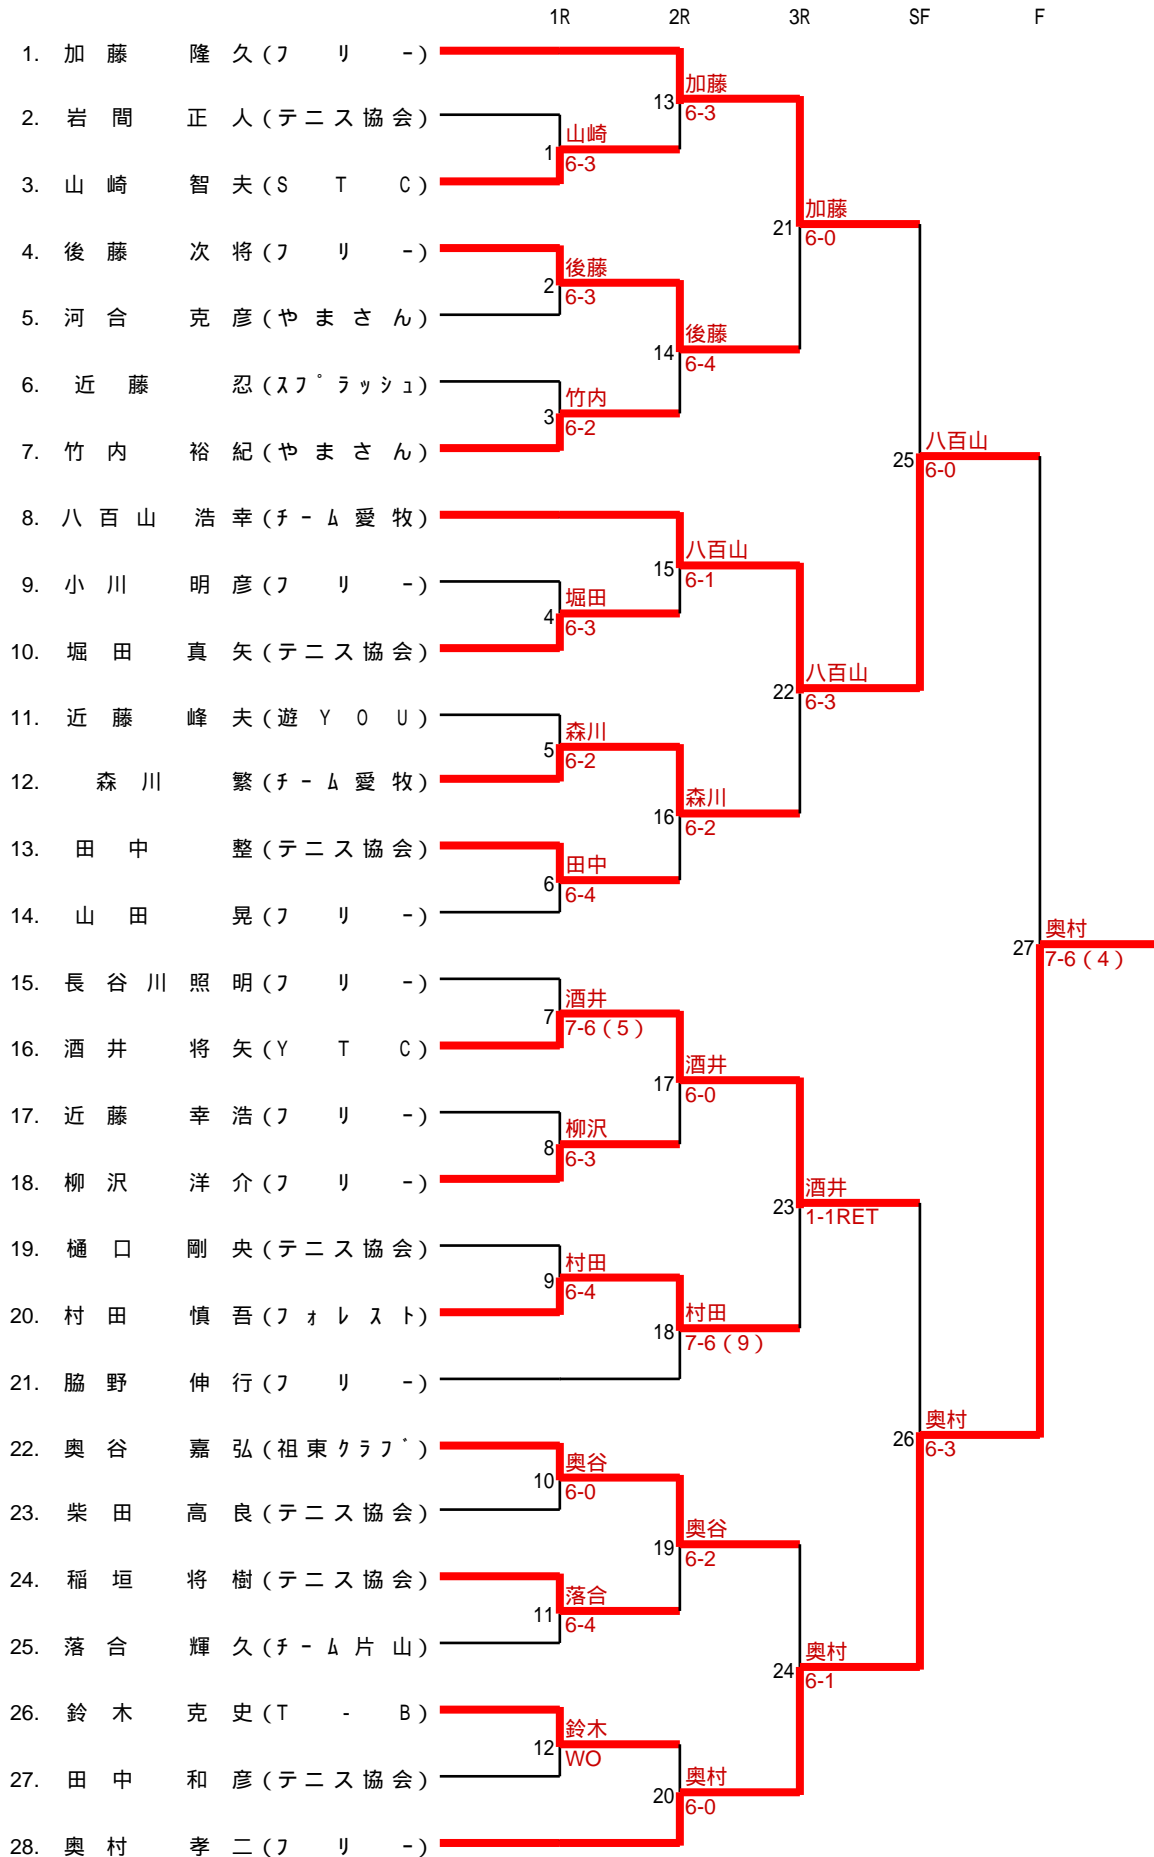 1R 2R 3R SF F
1. 加藤 隆久(フリー)
加藤
13
6-3
2. 岩間 正人(テニス協会)
山崎
1
6-3
3. 山崎 智夫(STC)
加藤
21
6-0
4. 後藤 次将(フリー)
後藤
2
6-3
5. 河合 克彦(やまさん)
後藤
14
6-4
6. 近藤 忍(スプラッシュ)
竹内
3
6-2
7. 竹内 裕紀(やまさん)
八百山
25
6-0
8. 八百山 浩幸(チーム愛牧)
八百山
15
6-1
9. 小川 明彦(フリー)
堀田
4
6-3
10. 堀田 真矢(テニス協会)
八百山
22
6-3
11. 近藤 峰夫(遊YOU)
森川
5
6-2
12. 森川 繁(チーム愛牧)
森川
16
6-2
13. 田中 整(テニス協会)
田中
6
6-4
14. 山田 晃(フリー)
奥村
27
7-6(4)
15. 長谷川照明(フリー)
酒井
7
7-6(5)
16. 酒井 将矢(YTC)
酒井
17
6-0
17. 近藤 幸浩(フリー)
柳沢
8
6-3
18. 柳沢 洋介(フリー)
酒井
23
1-1RET
19. 樋口 剛央(テニス協会)
村田
9
6-4
20. 村田 慎吾(フォレスト)
村田
18
7-6(9)
21. 脇野 伸行(フリー)
奥村
26
6-3
22. 奥谷 嘉弘(祖東クラブ)
奥谷
10
6-0
23. 柴田 高良(テニス協会)
奥谷
19
6-2
24. 稲垣 将樹(テニス協会)
落合
11
6-4
25. 落合 輝久(チーム片山)
奥村
24
6-1
26. 鈴木 克史(T-B)
鈴木
12
WO
27. 田中 和彦(テニス協会)
奥村
20
6-0
28. 奥村 孝二(フリー)